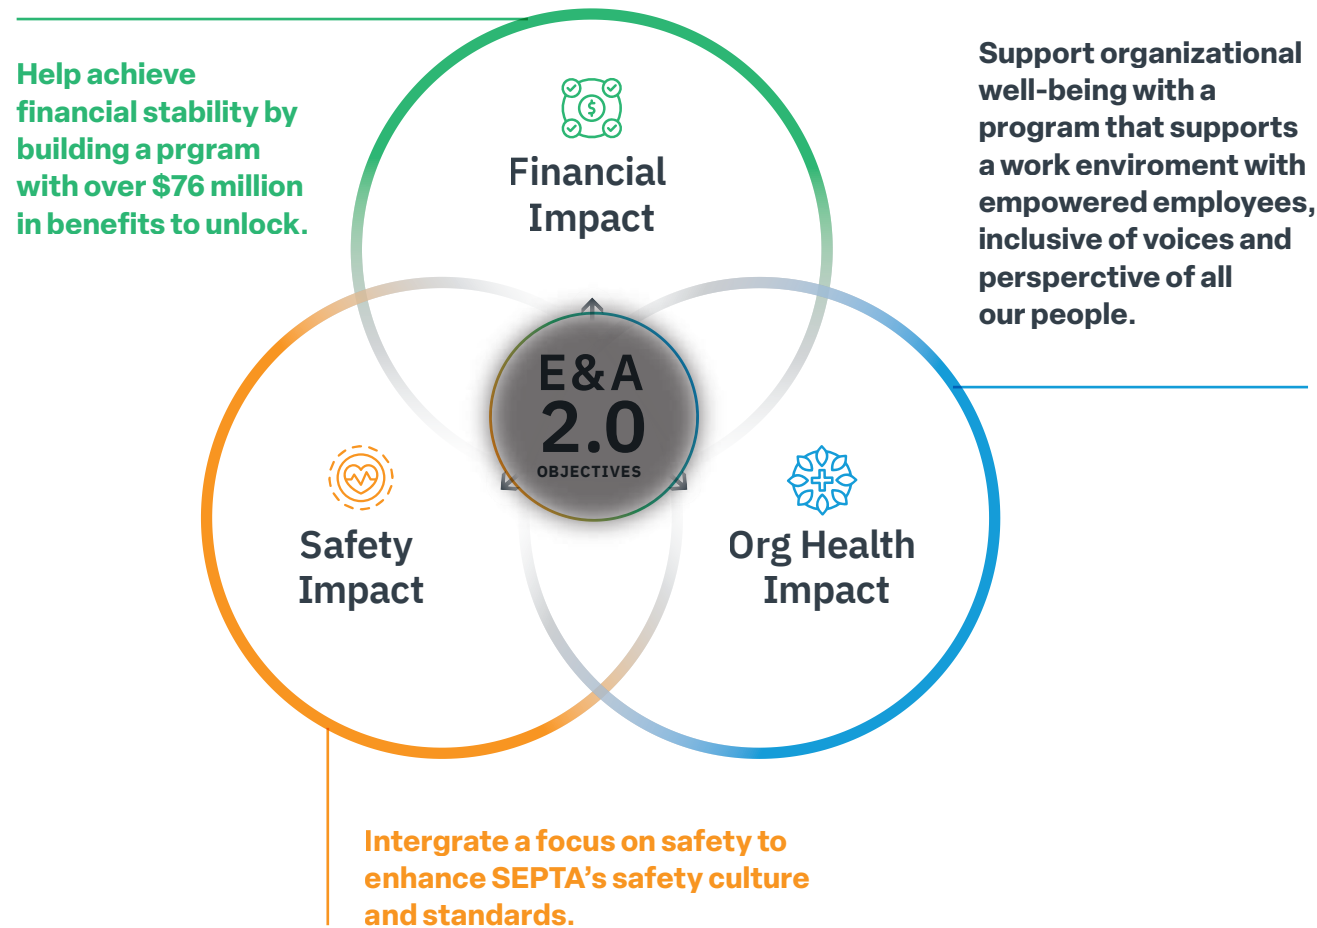 Help achieve
financial stability by
building a prgram
with over $76 million
in benefits to unlock.
$
Financial
Impact
Support organizational
well-being with a
program that supports
a work enviroment with
empowered employees,
inclusive of voices and
persperctive of all
our people.
E&A
2.0
OBJECTIVES
Safety
Impact
Org Health
Impact
Intergrate a focus on safety to
enhance SEPTA’s safety culture
and standards.